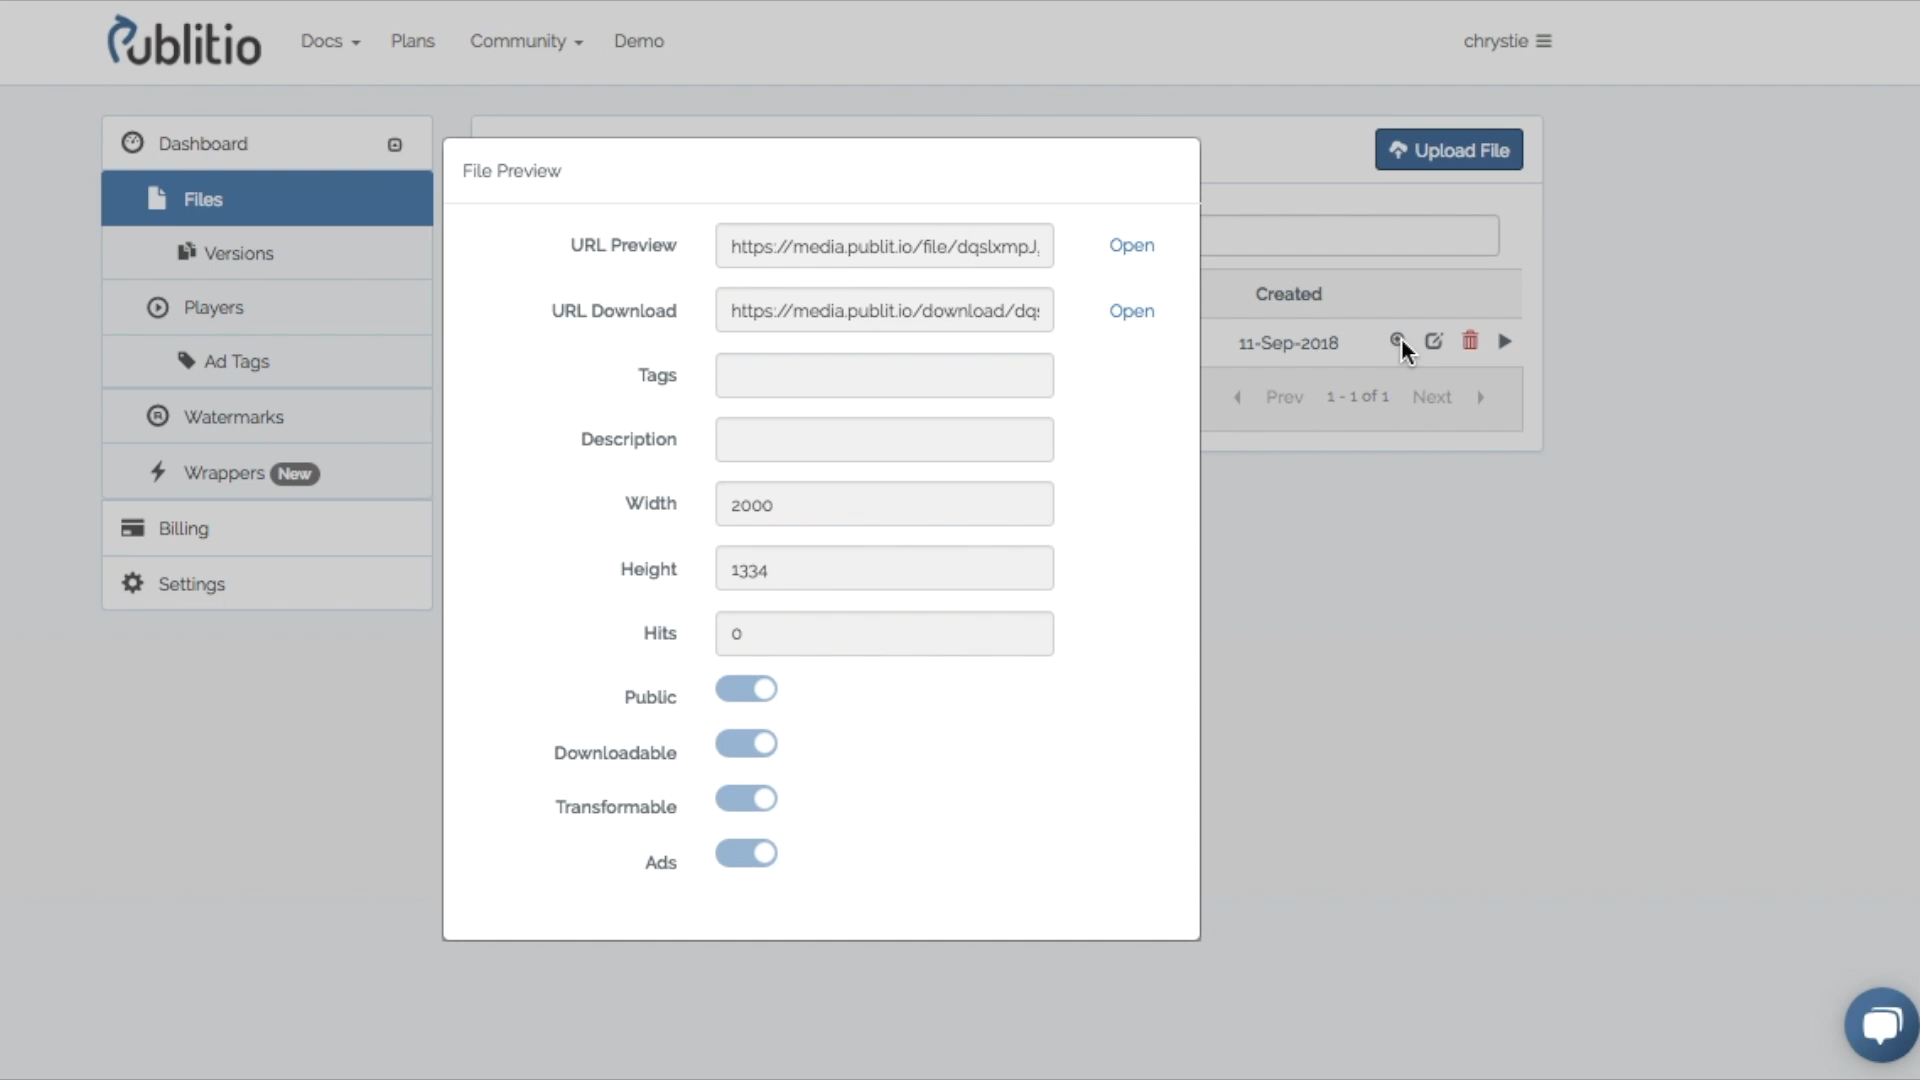 Publitio
Docs
Plans
Community
Demo
chrystie
Dashboard
Files
Versions
Players
Ad Tags
Watermarks
Wrappers New
Billing
Settings
Upload File
Created
11-Sep-2018
Prev 1 - 1 of 1 Next
File Preview
URL Preview https://media.publit.io/file/dqslxmpJ, Open
URL Download https://media.publit.io/download/dqs Open
Tags
Description
Width 2000
Height 1334
Hits 0
Public
Downloadable
Transformable
Ads